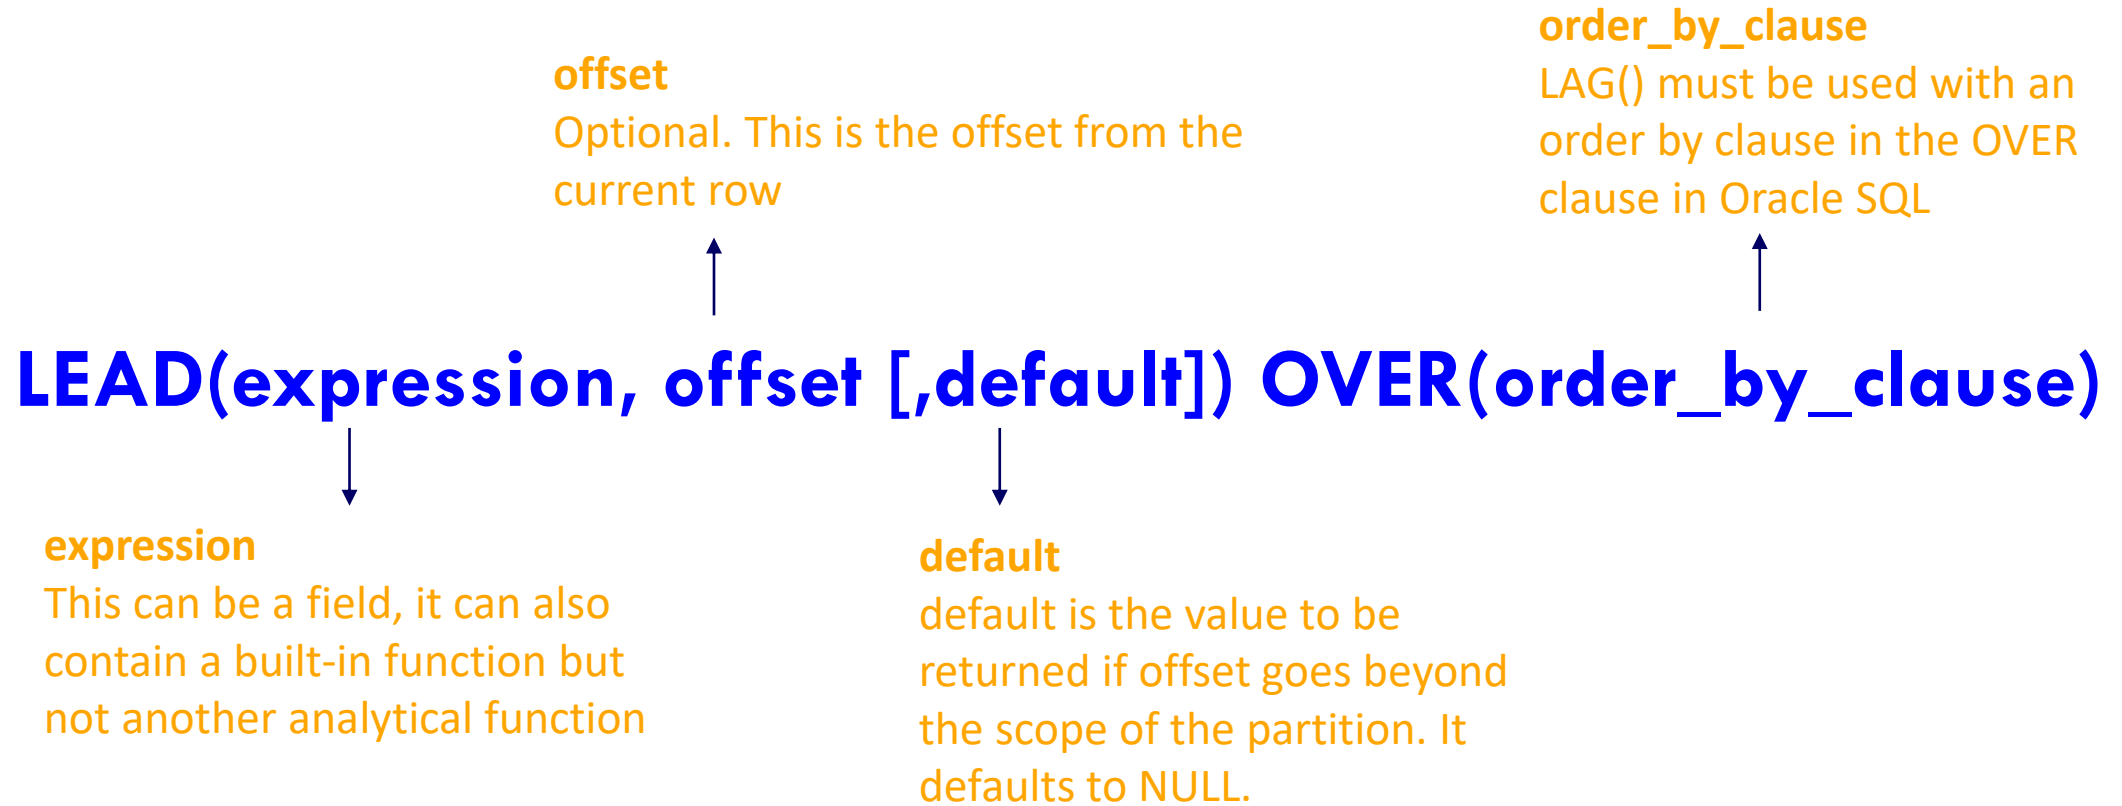 order_by_clause
LAG() must be used with an
order by clause in the OVER
clause in Oracle SQL
offset
Optional. This is the offset from the
current row
LEAD(expression, offset [,default]) OVER(order_by_clause)
expression
This can be a field, it can also
contain a built-in function but
not another analytical function
default
default is the value to be
returned if offset goes beyond
the scope of the partition. It
defaults to NULL.